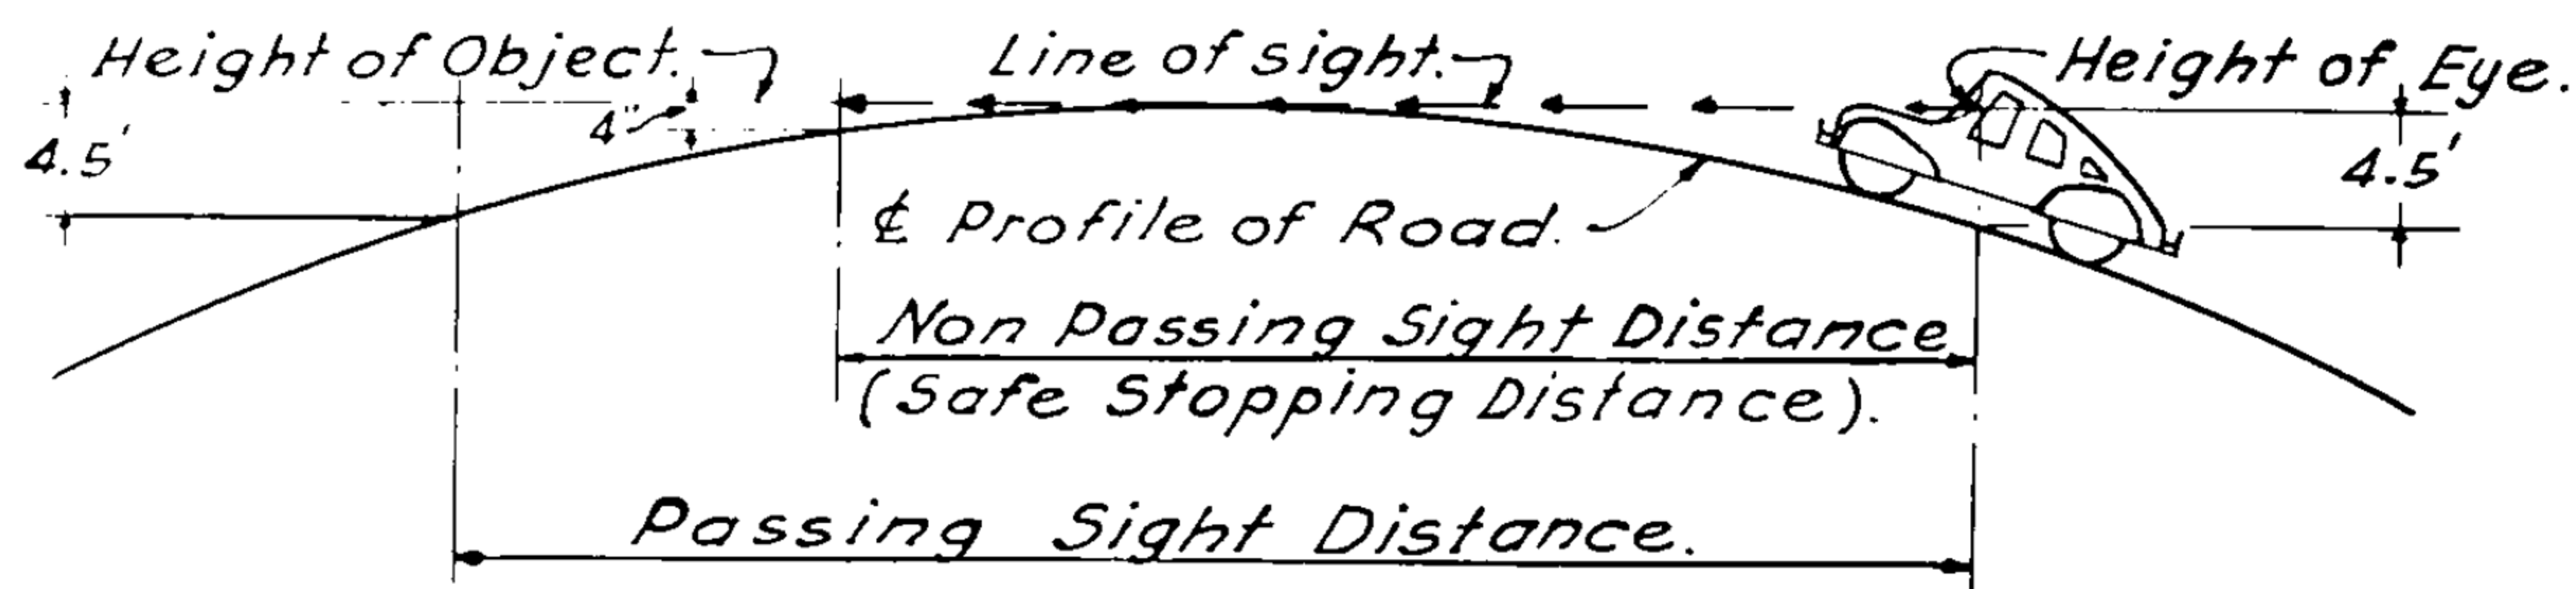 Height of Object.
Line of sight.
Height of Eye.
4"
4.5'
4.5'
℄ Profile of Road.
Non Passing Sight Distance
(Safe Stopping Distance).
Passing Sight Distance.